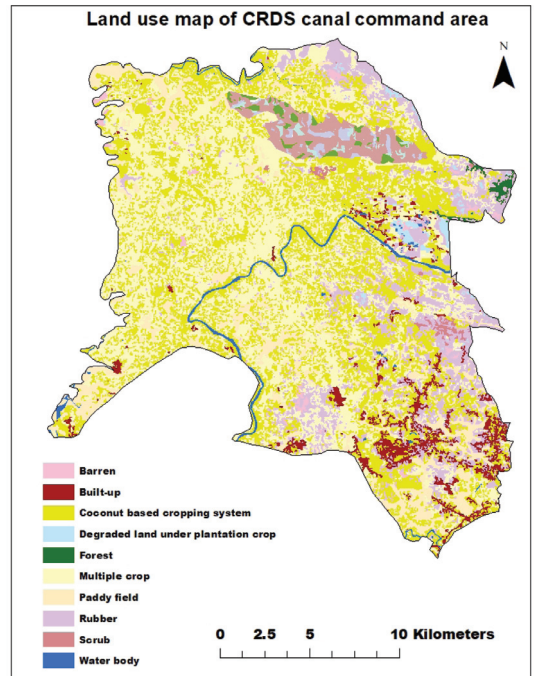 Land use map of CRDS canal command area
N
Barren
Built-up
Coconut based cropping system
Degraded land under plantation crop
Forest
Multiple crop
Paddy field
Rubber
Scrub
Water body
0 2.5 5 10 Kilometers